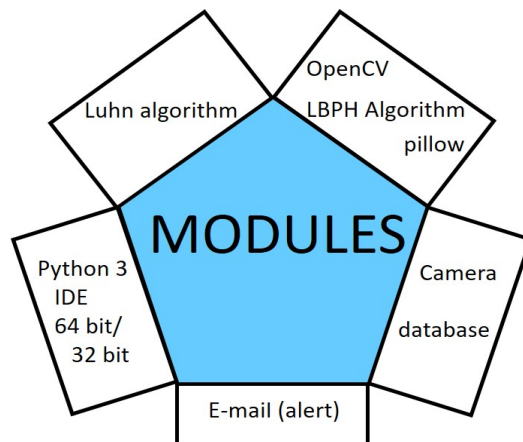 Luhn algorithm
OpenCV
LBPH Algorithm
pillow
MODULES
Python 3
IDE
64 bit/
32 bit
Camera
database
E-mail (alert)